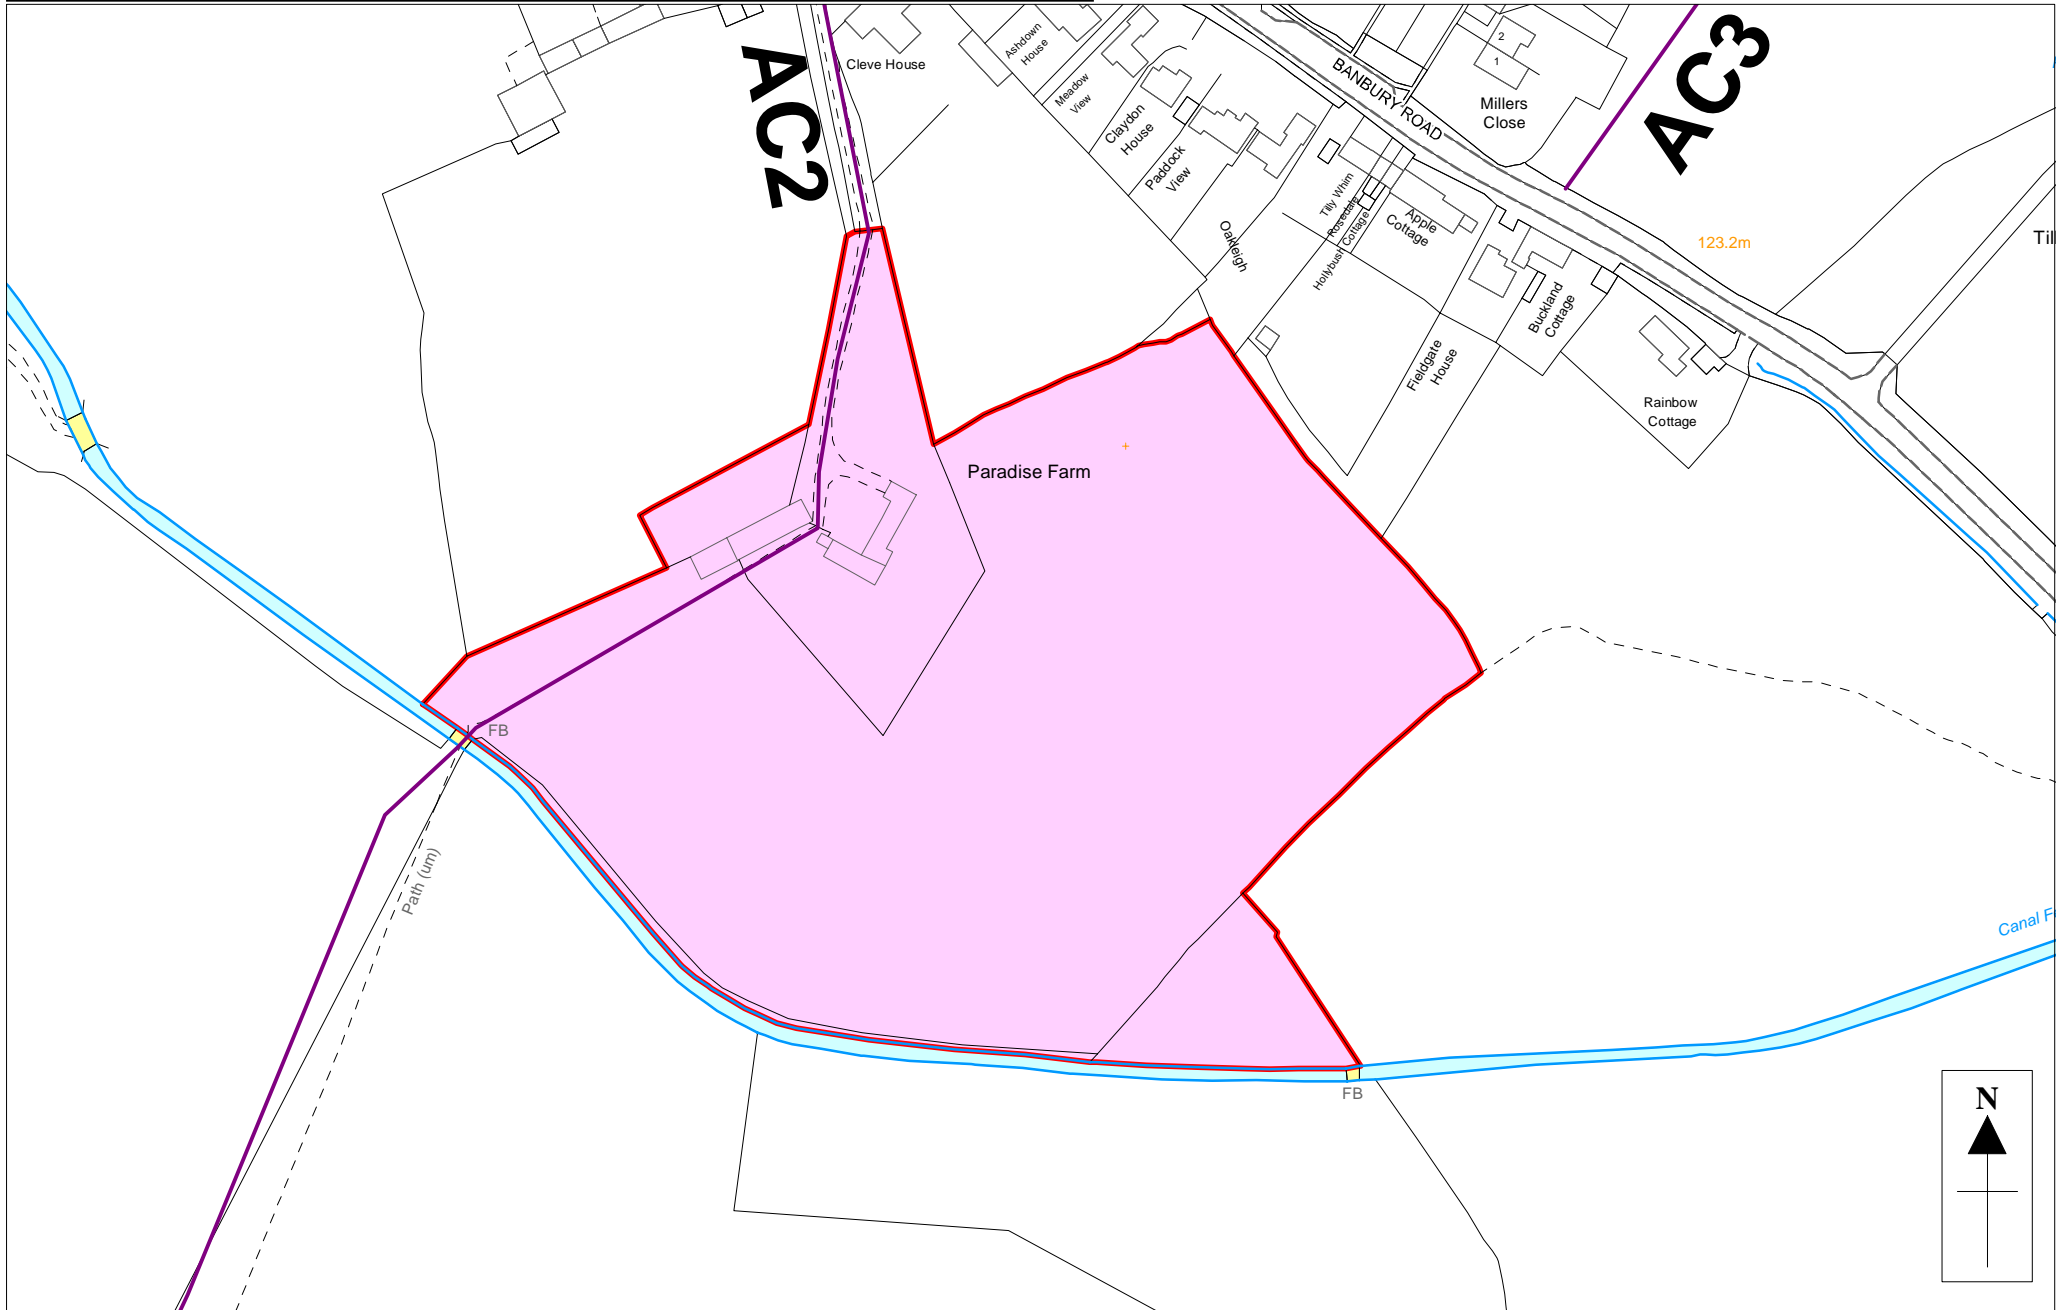 AC2
Cleve House
Ashdown
House
Meadow
View
Claydon
House
Paddock
View
BANBURY ROAD
2
1
Millers
Close
AC3
Oakleigh
Tilly Whim
Rosedale
Hollybush Cottage
Apple
Cottage
123.2m
Till
Buckland
Cottage
Fieldgate
House
Rainbow
Cottage
Paradise Farm
FB
Path (um)
Canal F
FB
N